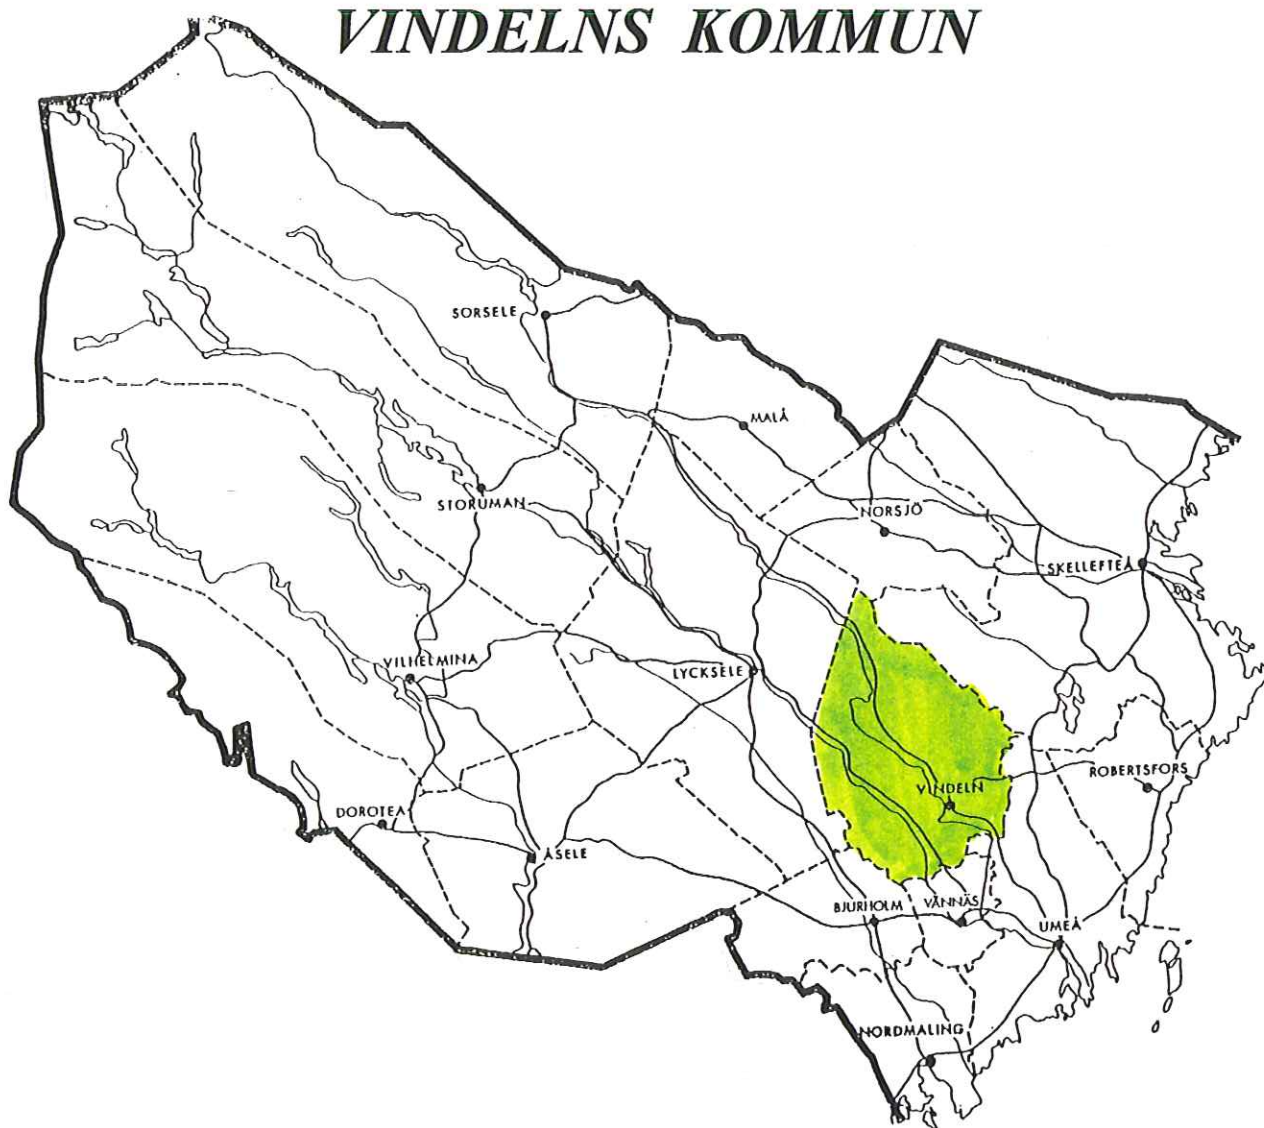 VINDELNS KOMMUN
SORSELE
MALÅ
STORUMAN
NORSJÖ
SKELLEFTEÅ
VILHELMINA
LYCKSELE
ROBERTSFORS
VINDELN
DOROTEA
ÅSELE
BJURHOLM
VÄNNÄS
UMEÅ
NORDMALING